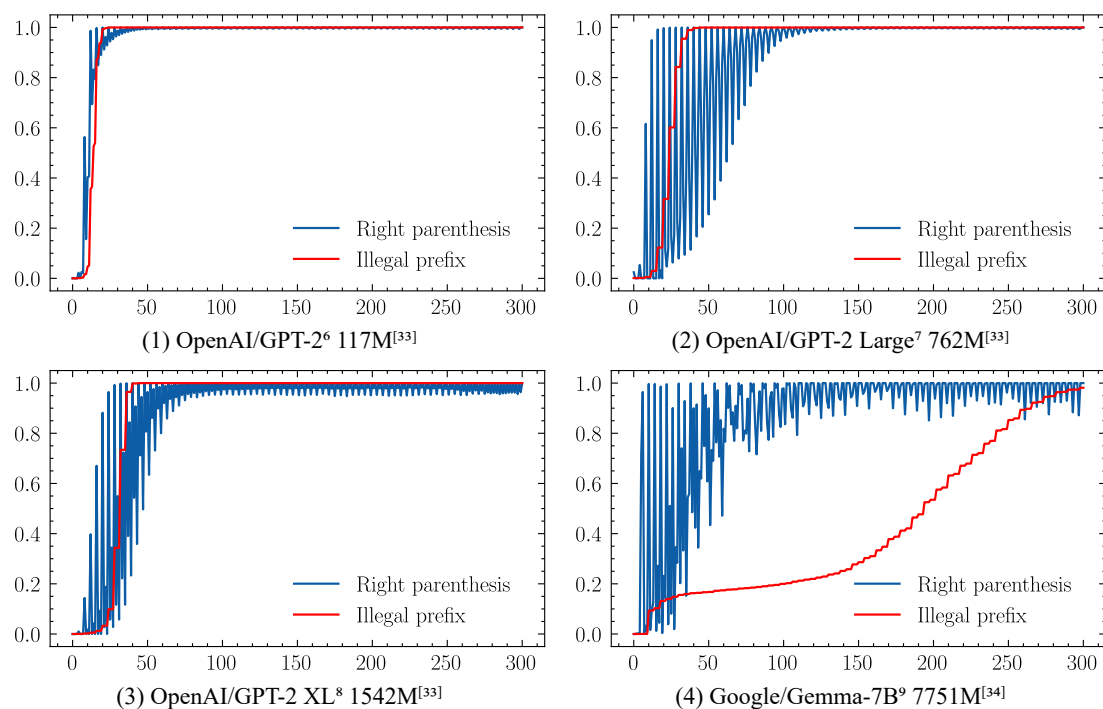 1.0
0.8
0.6
0.4
0.2
0.0
Right parenthesis
Illegal prefix
0 50 100 150 200 250 300
(1) OpenAI/GPT-2⁶ 117M[33]
1.0
0.8
0.6
0.4
0.2
0.0
Right parenthesis
Illegal prefix
0 50 100 150 200 250 300
(2) OpenAI/GPT-2 Large⁷ 762M[33]
1.0
0.8
0.6
0.4
0.2
0.0
Right parenthesis
Illegal prefix
0 50 100 150 200 250 300
(3) OpenAI/GPT-2 XL⁸ 1542M[33]
1.0
0.8
0.6
0.4
0.2
0.0
Right parenthesis
Illegal prefix
0 50 100 150 200 250 300
(4) Google/Gemma-7B⁹ 7751M[34]